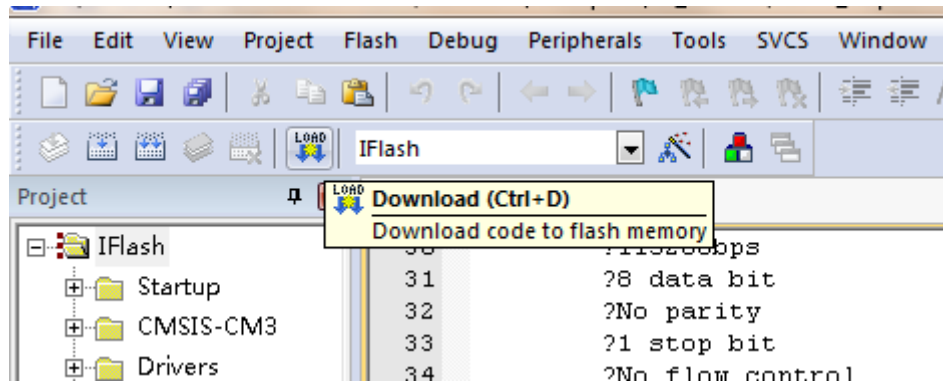 File Edit View Project Flash Debug Peripherals Tools SVCS Window
LOAD IFlash
Project
LOAD Download (Ctrl+D)
Download code to flash memory
IFlash
Startup
CMSIS-CM3
Drivers
31 ?8 data bit
32 ?No parity
33 ?1 stop bit
34 ?No flow control